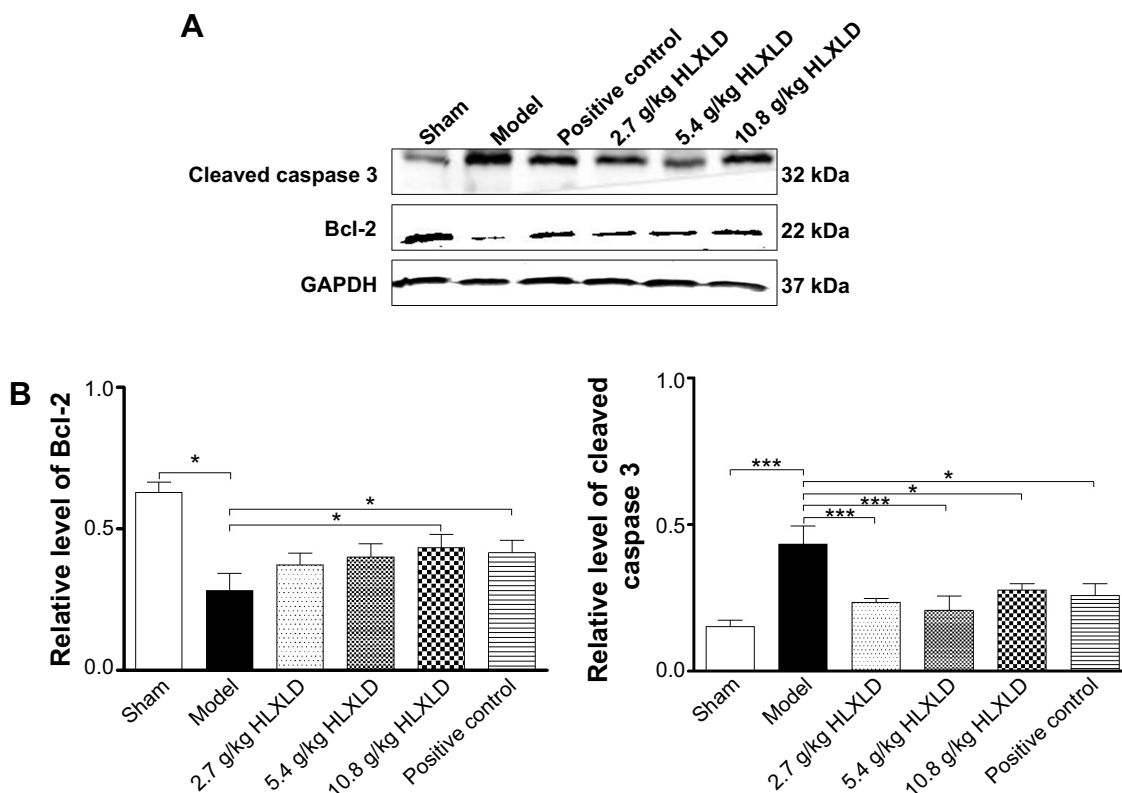 A
Sham
Model
Positive control
2.7 g/kg HLXLD
5.4 g/kg HLXLD
10.8 g/kg HLXLD
Cleaved caspase 3
32 kDa
Bcl-2
22 kDa
GAPDH
37 kDa
B
Relative level of Bcl-2
1.0
0.5
0.0
*
*
*
Sham
Model
2.7 g/kg HLXLD
5.4 g/kg HLXLD
10.8 g/kg HLXLD
Positive control
Relative level of cleaved
caspase 3
1.0
0.5
0.0
***
*
*
***
***
Sham
Model
2.7 g/kg HLXLD
5.4 g/kg HLXLD
10.8 g/kg HLXLD
Positive control